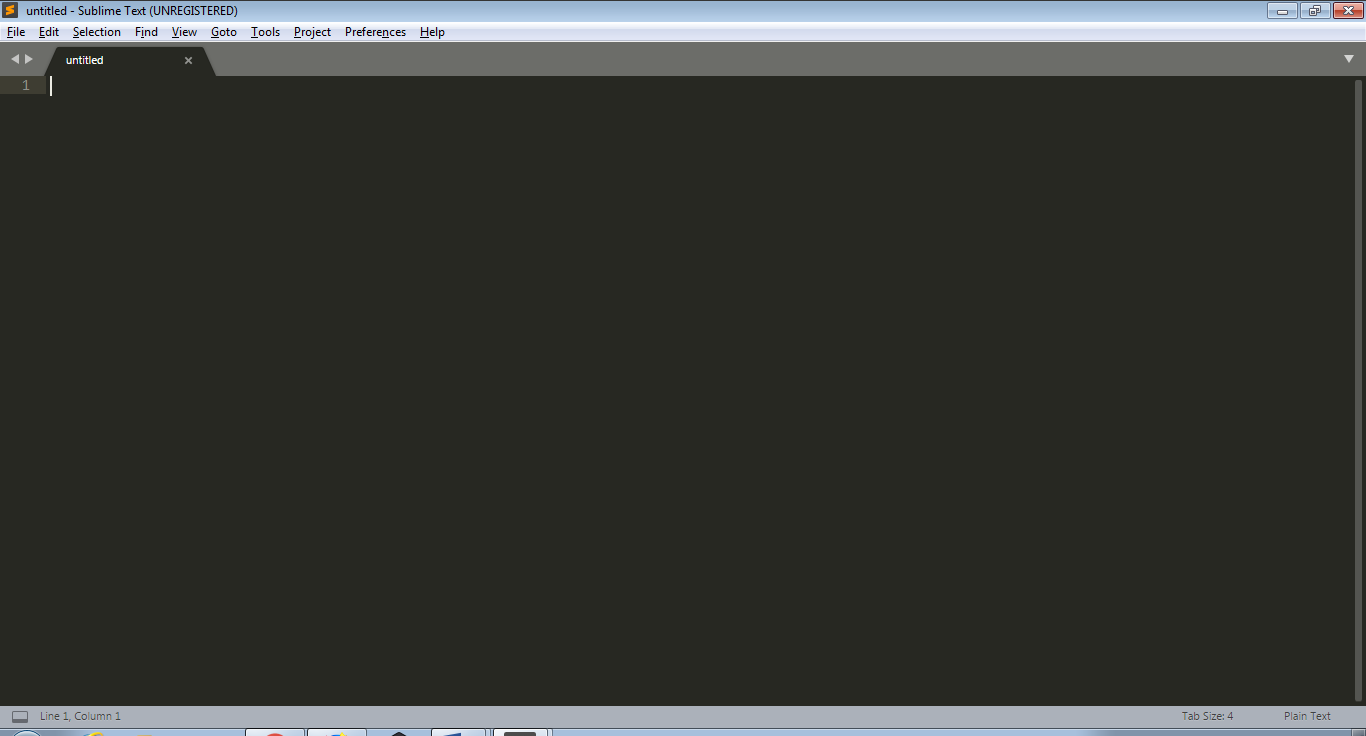 untitled - Sublime Text (UNREGISTERED)
File Edit Selection Find View Goto Tools Project Preferences Help
untitled
1
Line 1, Column 1 Tab Size: 4 Plain Text